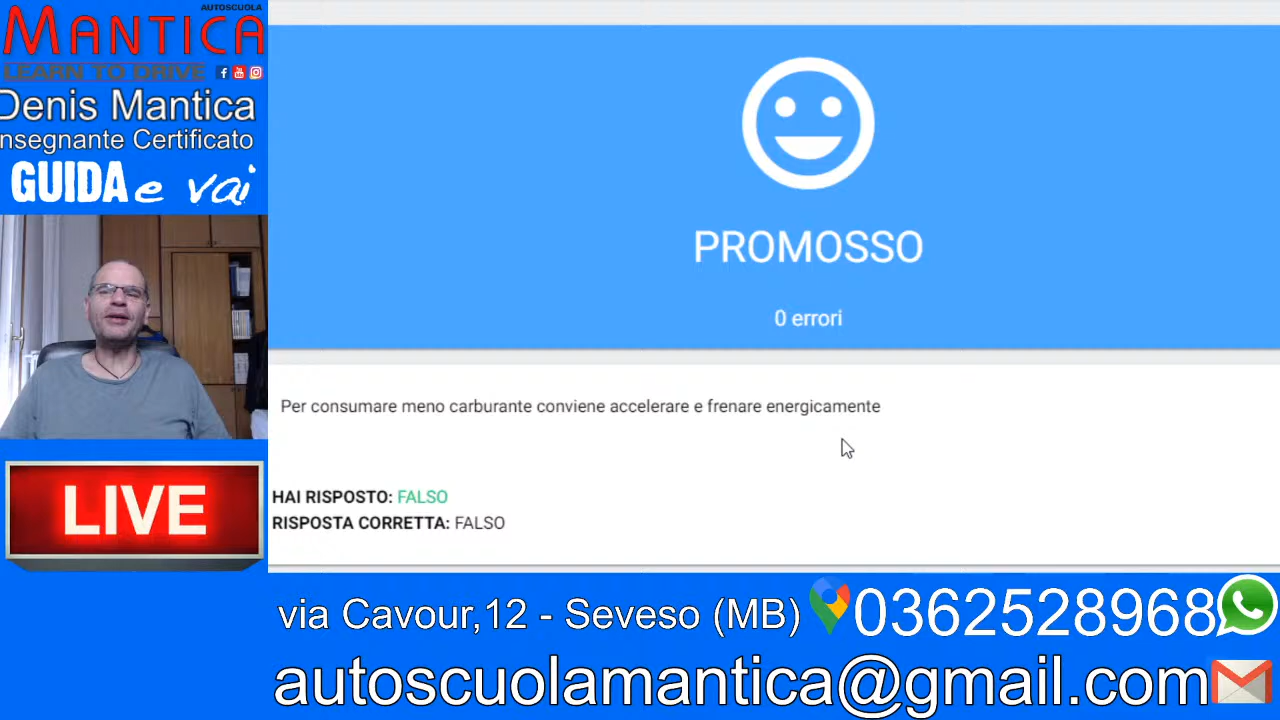 AUTOSCUOLA
MANTICA
LEARN TO DRIVE
Denis Mantica
nsegnante Certificato
GUIDA e vai
LIVE
PROMOSSO
0 errori
Per consumare meno carburante conviene accelerare e frenare energicamente
HAI RISPOSTO: FALSO
RISPOSTA CORRETTA: FALSO
via Cavour,12 - Seveso (MB) 0362528968
autoscuolamantica@gmail.com